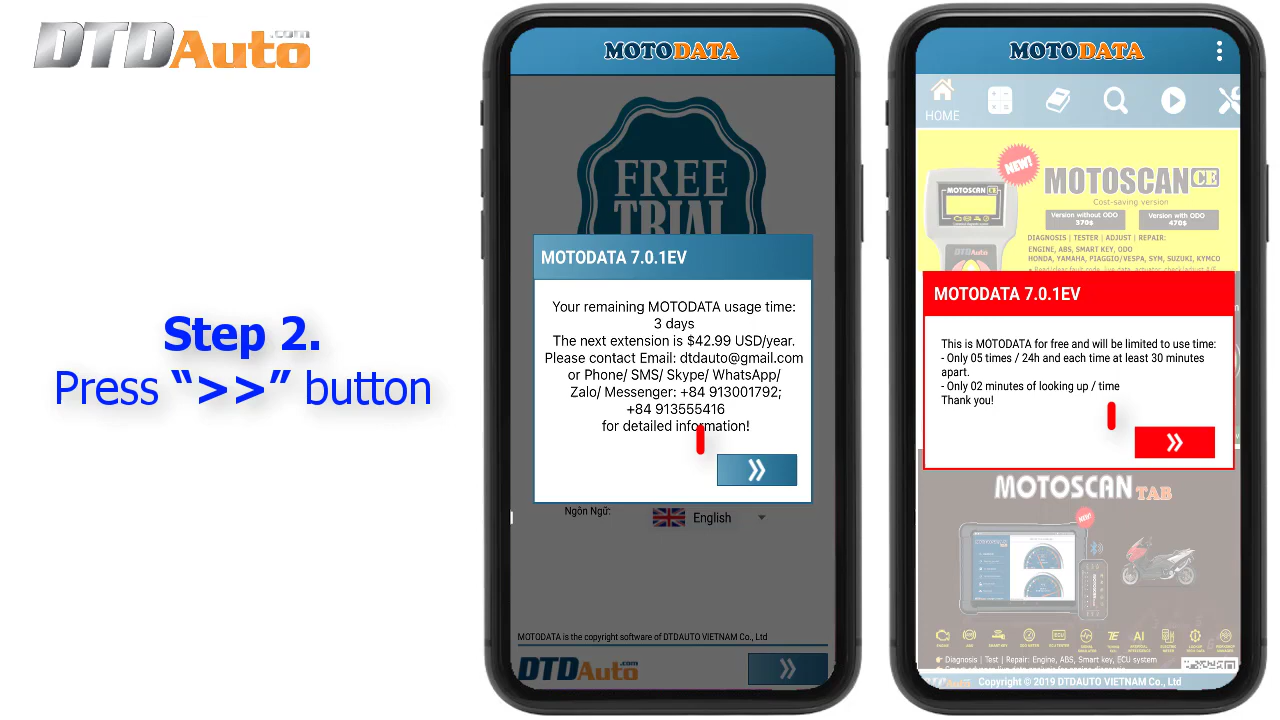 DTDAuto.com
Step 2.
Press “>>” button
MOTODATA
FREE
TRIAL
MOTODATA 7.0.1EV
Your remaining MOTODATA usage time:
3 days
The next extension is $42.99 USD/year.
Please contact Email: dtdauto@gmail.com
or Phone/ SMS/ Skype/ WhatsApp/
Zalo/ Messenger: +84 913001792;
+84 913555416
for detailed information!
Ngôn Ngữ:
English
MOTODATA is the copyright software of DTDAUTO VIETNAM Co., Ltd
DTDAuto.com
MOTODATA
HOME
NEW!
MOTOSCAN CE
Cost-saving version
Version without ODO
370$
Version with ODO
470$
MOTOSCAN CE
DTDAuto
DIAGNOSIS | TESTER | ADJUST | REPAIR:
ENGINE, ABS, SMART KEY, ODO
HONDA, YAMAHA, PIAGGIO/VESPA, SYM, SUZUKI, KYMCO
MOTODATA 7.0.1EV
This is MOTODATA for free and will be limited to use time:
- Only 05 times / 24h and each time at least 30 minutes
apart.
- Only 02 minutes of looking up / time
Thank you!
MOTOSCAN TAB
NEW!
Diagnosis | Test | Repair: Engine, ABS, Smart key, ECU system
DTDAuto
Copyright © 2019 DTDAUTO VIETNAM Co., Ltd